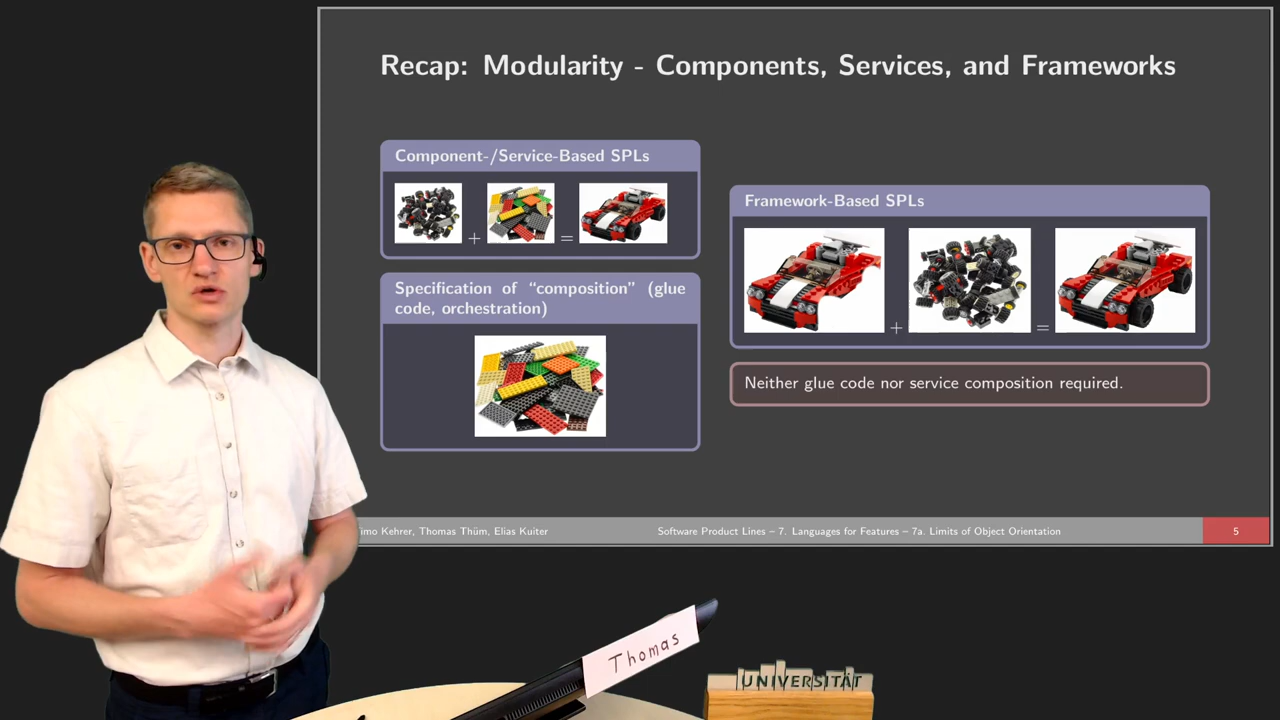 Recap: Modularity - Components, Services, and Frameworks
Component-/Service-Based SPLs
+
=
Specification of “composition” (glue
code, orchestration)
Framework-Based SPLs
+
=
Neither glue code nor service composition required.
imo Kehrer, Thomas Thüm, Elias Kuiter
Software Product Lines – 7. Languages for Features – 7a. Limits of Object Orientation
5
Thomas
UNIVERSITÄT